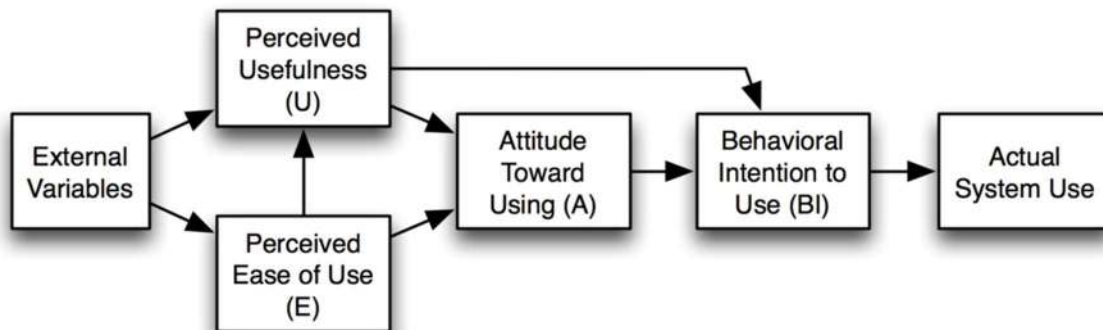 Perceived
Usefulness
(U)
External
Variables
Perceived
Ease of Use
(E)
Attitude
Toward
Using (A)
Behavioral
Intention to
Use (BI)
Actual
System Use